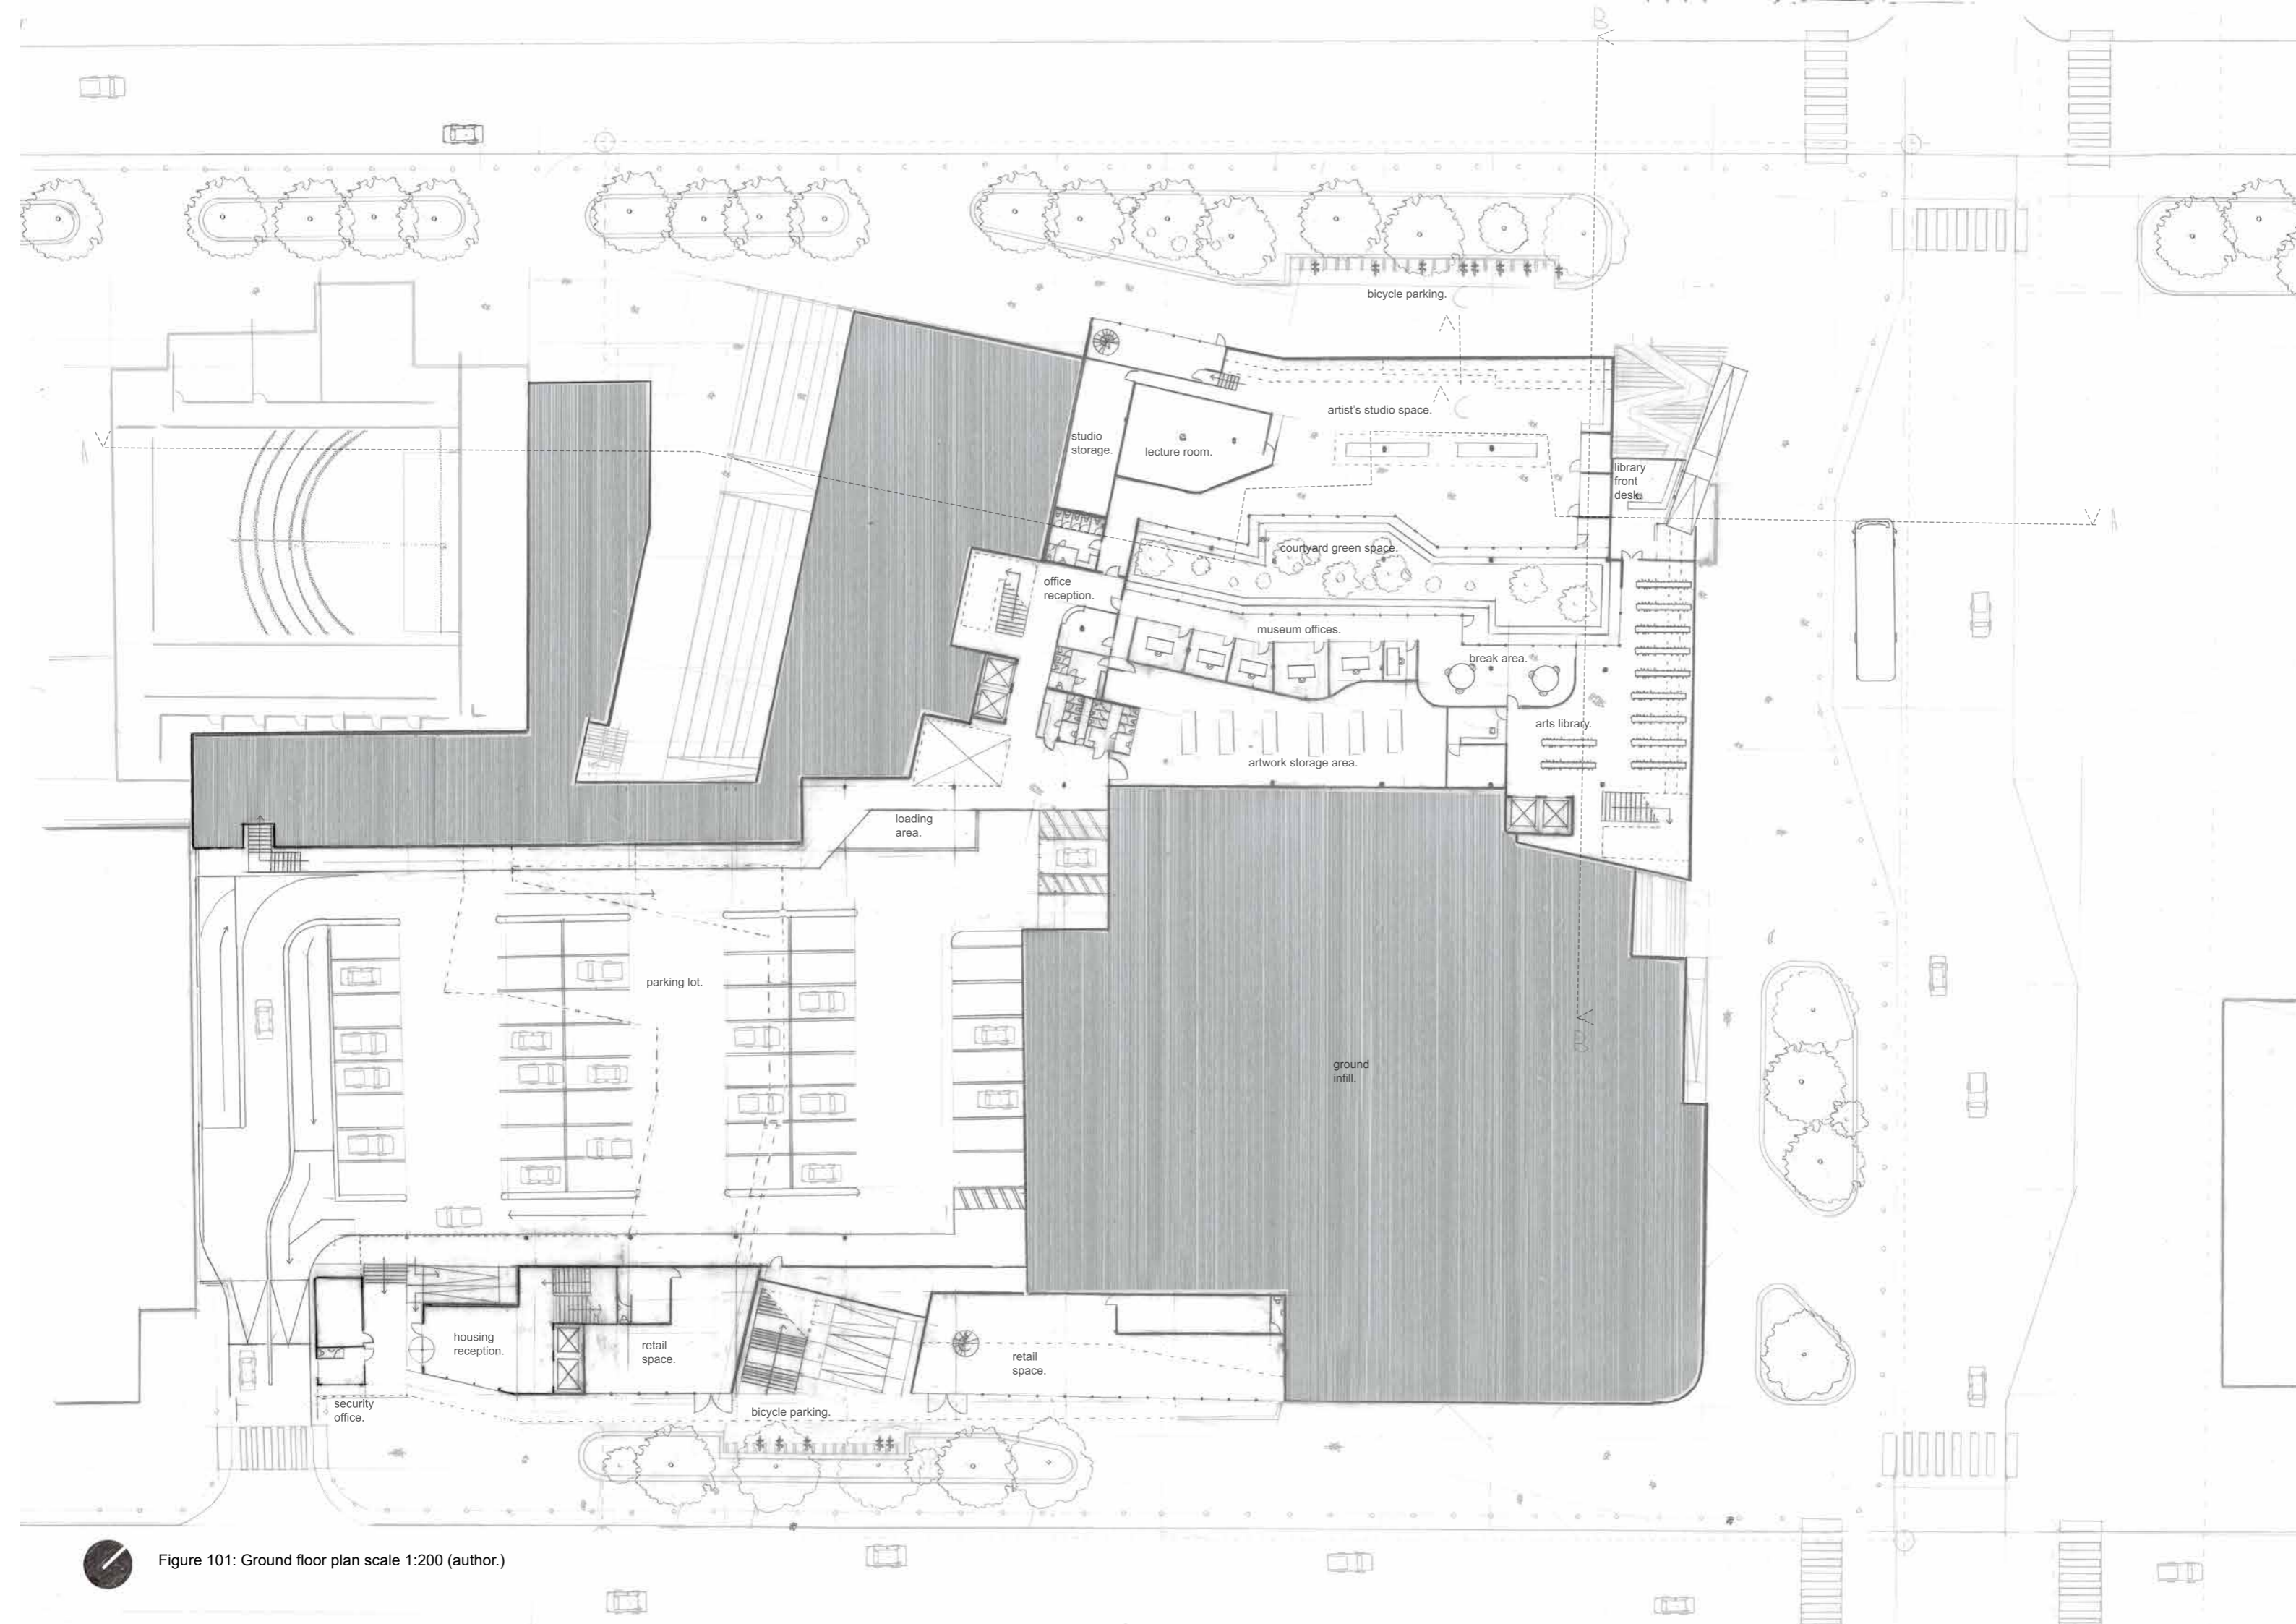 B
bicycle parking.
C
artist's studio space.
C
studio
storage.
lecture room.
A
library
front
desk.
A
courtyard green space.
office
reception.
museum offices.
break area.
arts library.
artwork storage area.
loading
area.
parking lot.
B
ground
infill.
housing
reception.
retail
space.
retail
space.
security
office.
bicycle parking.
Figure 101: Ground floor plan scale 1:200 (author.)